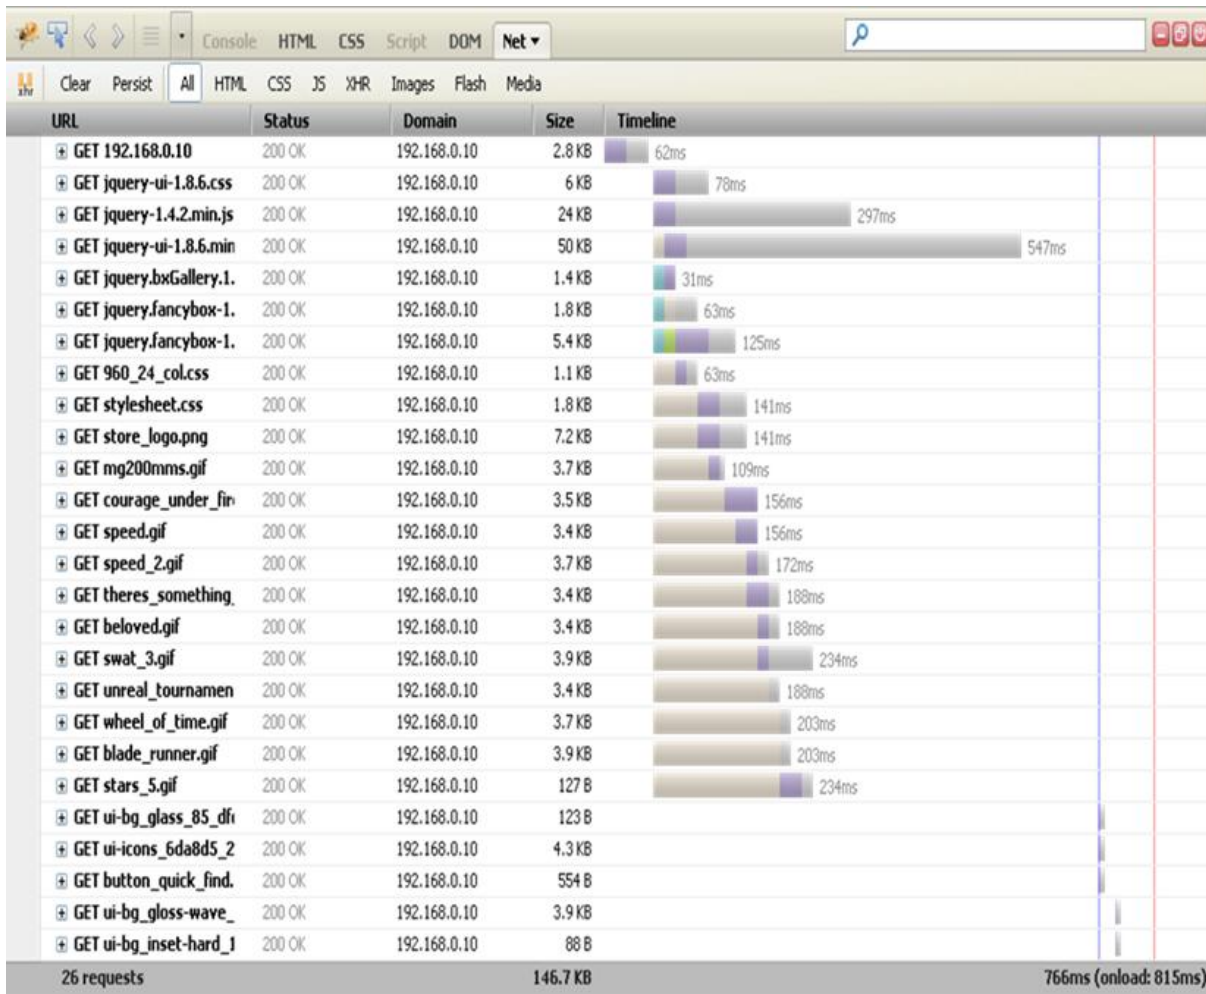 Console HTML CSS Script DOM Net
Clear Persist All HTML CSS JS XHR Images Flash Media
URL Status Domain Size Timeline
GET 192.168.0.10 200 OK 192.168.0.10 2.8 KB 62ms
GET jquery-ui-1.8.6.css 200 OK 192.168.0.10 6 KB 78ms
GET jquery-1.4.2.min.js 200 OK 192.168.0.10 24 KB 297ms
GET jquery-ui-1.8.6.min 200 OK 192.168.0.10 50 KB 547ms
GET jquery.bxGallery.1. 200 OK 192.168.0.10 1.4 KB 31ms
GET jquery.fancybox-1. 200 OK 192.168.0.10 1.8 KB 63ms
GET jquery.fancybox-1. 200 OK 192.168.0.10 5.4 KB 125ms
GET 960_24_col.css 200 OK 192.168.0.10 1.1 KB 63ms
GET stylesheet.css 200 OK 192.168.0.10 1.8 KB 141ms
GET store_logo.png 200 OK 192.168.0.10 7.2 KB 141ms
GET mg200mms.gif 200 OK 192.168.0.10 3.7 KB 109ms
GET courage_under_fir 200 OK 192.168.0.10 3.5 KB 156ms
GET speed.gif 200 OK 192.168.0.10 3.4 KB 156ms
GET speed_2.gif 200 OK 192.168.0.10 3.7 KB 172ms
GET theres_something_ 200 OK 192.168.0.10 3.4 KB 188ms
GET beloved.gif 200 OK 192.168.0.10 3.4 KB 188ms
GET swat_3.gif 200 OK 192.168.0.10 3.9 KB 234ms
GET unreal_tournamen 200 OK 192.168.0.10 3.4 KB 188ms
GET wheel_of_time.gif 200 OK 192.168.0.10 3.7 KB 203ms
GET blade_runner.gif 200 OK 192.168.0.10 3.9 KB 203ms
GET stars_5.gif 200 OK 192.168.0.10 127 B 234ms
GET ui-bg_glass_85_df 200 OK 192.168.0.10 123 B
GET ui-icons_6da8d5_2 200 OK 192.168.0.10 4.3 KB
GET button_quick_find. 200 OK 192.168.0.10 554 B
GET ui-bg_gloss-wave_ 200 OK 192.168.0.10 3.9 KB
GET ui-bg_inset-hard_1 200 OK 192.168.0.10 88 B
26 requests 146.7 KB 766ms (onload: 815ms)